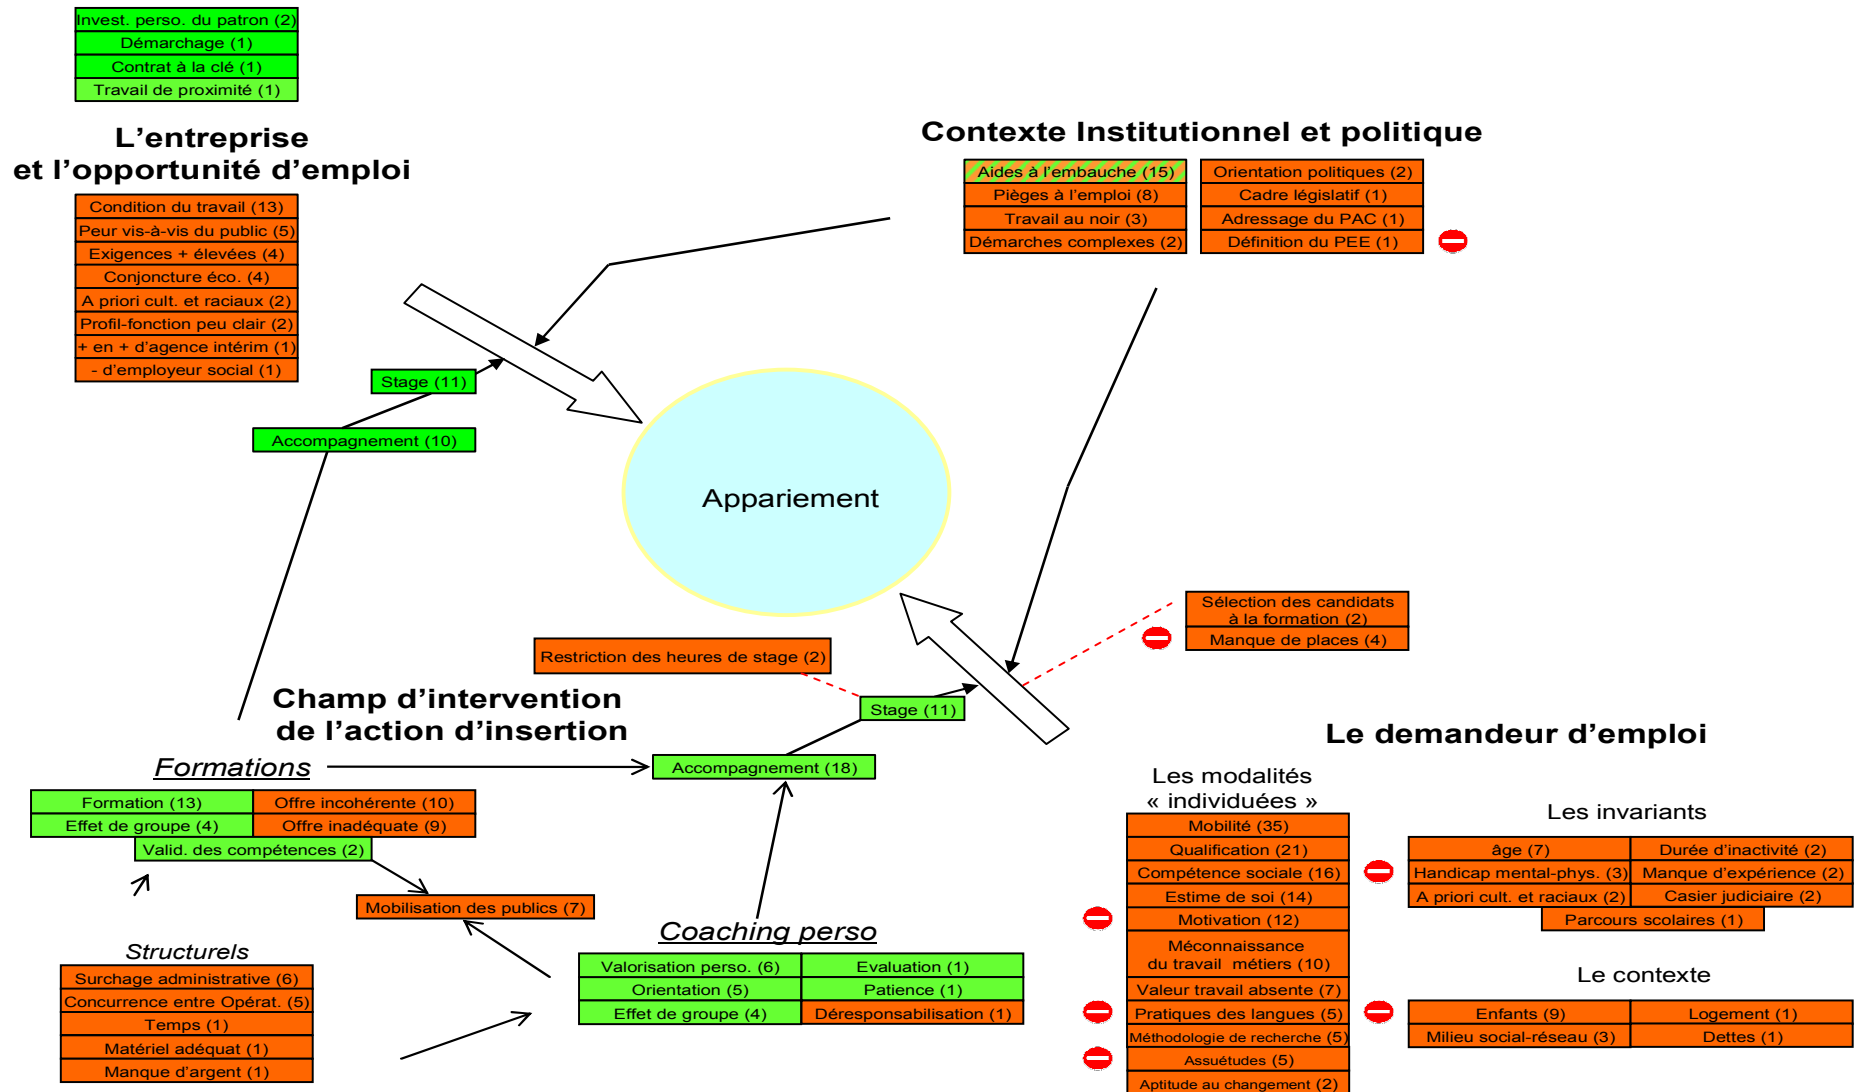 Invest. perso. du patron (2)
Démarchage (1)
Contrat à la clé (1)
Travail de proximité (1)
L’entreprise
et l’opportunité d’emploi
Condition du travail (13)
Peur vis-à-vis du public (5)
Exigences + élevées (4)
Conjoncture éco. (4)
A priori cult. et raciaux (2)
Profil-fonction peu clair (2)
+ en + d'agence intérim (1)
- d'employeur social (1)
Contexte Institutionnel et politique
Aides à l'embauche (15)
Orientation politiques (2)
Pièges à l'emploi (8)
Cadre législatif (1)
Travail au noir (3)
Adressage du PAC (1)
Démarches complexes (2)
Définition du PEE (1)
Stage (11)
Accompagnement (10)
Appariement
Sélection des candidats
à la formation (2)
Manque de places (4)
Restriction des heures de stage (2)
Stage (11)
Accompagnement (18)
Champ d’intervention
de l’action d’insertion
Formations
Formation (13)
Offre incohérente (10)
Effet de groupe (4)
Offre inadéquate (9)
Valid. des compétences (2)
Mobilisation des publics (7)
Structurels
Surchage administrative (6)
Concurrence entre Opérat. (5)
Temps (1)
Matériel adéquat (1)
Manque d'argent (1)
Coaching perso
Valorisation perso. (6)
Evaluation (1)
Orientation (5)
Patience (1)
Effet de groupe (4)
Déresponsabilisation (1)
Le demandeur d’emploi
Les modalités
« individuées »
Mobilité (35)
Qualification (21)
Compétence sociale (16)
Estime de soi (14)
Motivation (12)
Méconnaissance
du travail métiers (10)
Valeur travail absente (7)
Pratiques des langues (5)
Méthodologie de recherche (5)
Assuétudes (5)
Aptitude au changement (2)
Les invariants
âge (7)
Durée d'inactivité (2)
Handicap mental-phys. (3)
Manque d'expérience (2)
A priori cult. et raciaux (2)
Casier judiciaire (2)
Parcours scolaires (1)
Le contexte
Enfants (9)
Logement (1)
Milieu social-réseau (3)
Dettes (1)